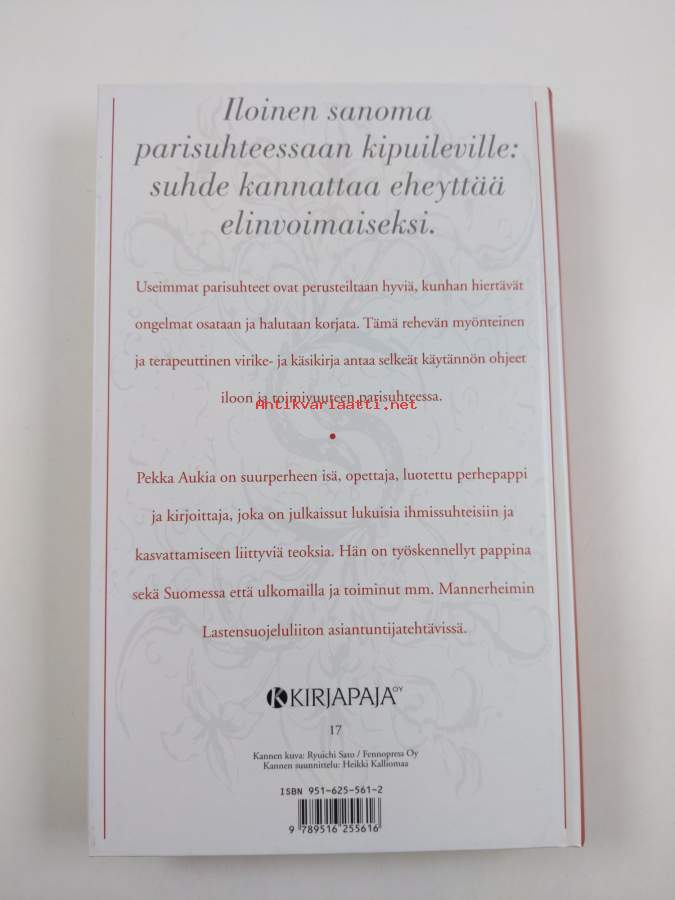 Iloinen sanoma
parisuhteessaan kipuileville:
suhde kannattaa eheyttää
elinvoimaiseksi.
Useimmat parisuhteet ovat perusteiltaan hyviä, kunhan hiertävät
ongelmat osataan ja halutaan korjata. Tämä rehevän myönteinen
ja terapeuttinen virike- ja käsikirja antaa selkeät käytännön ohjeet
iloon ja toimivuuteen parisuhteessa.
Antikvariaatti.net
Pekka Aukia on suurperheen isä, opettaja, luotettu perhepappi
ja kirjoittaja, joka on julkaissut lukuisia ihmissuhteisiin ja
kasvattamiseen liittyviä teoksia. Hän on työskennellyt pappina
sekä Suomessa että ulkomailla ja toiminut mm. Mannerheimin
Lastensuojeluliiton asiantuntijatehtävissä.
KIRJAPAJA OY
17
Kannen kuva: Ryuichi Sato / Fennopress Oy
Kannen suunnittelu: Heikki Kalliomaa
ISBN 951-625-561-2
9 789516 255616